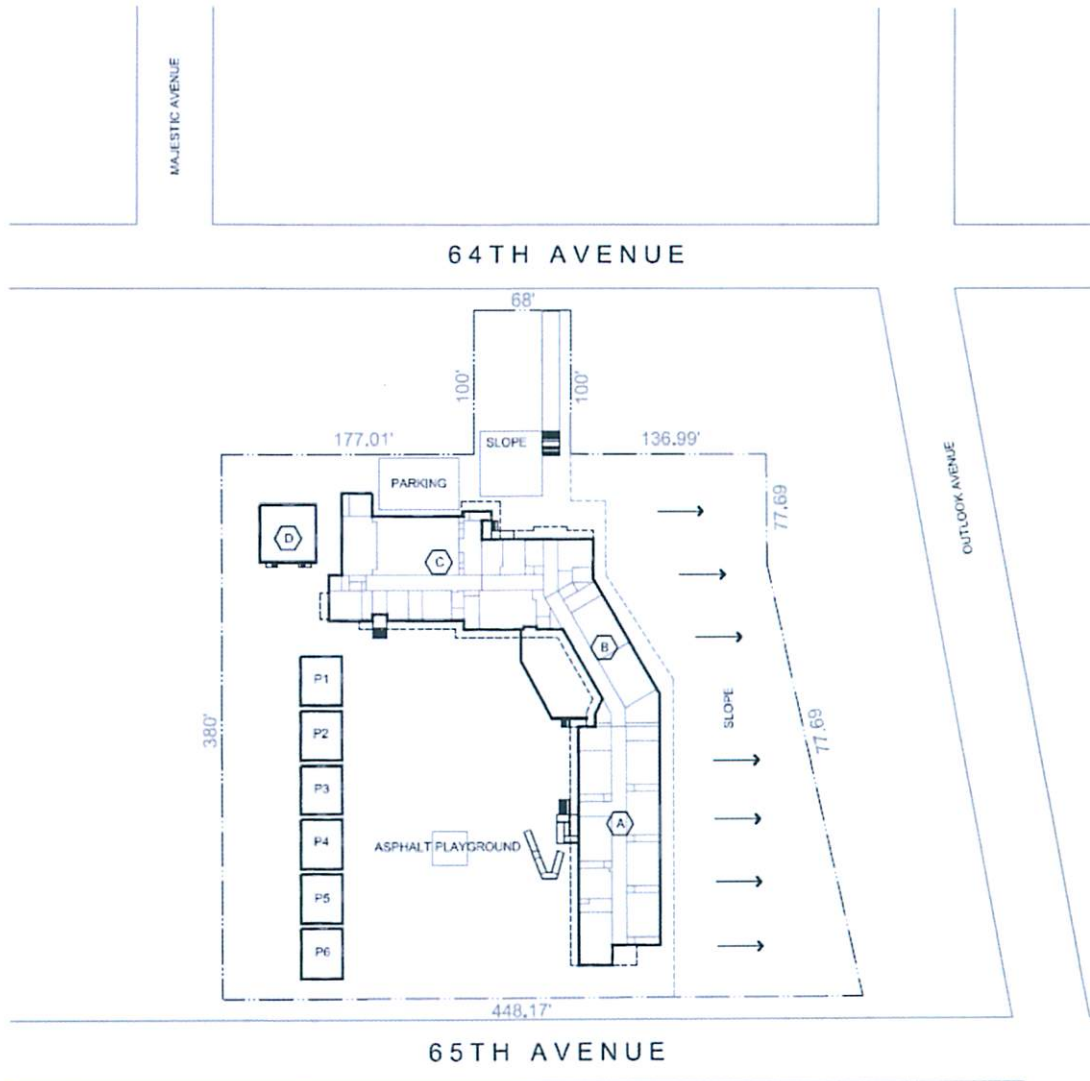 MAJESTIC AVENUE
64TH AVENUE
68'
100'
100'
177.01'
SLOPE
136.99'
PARKING
77.69
D
C
OUTLOOK AVENUE
B
P1
SLOPE
380'
P2
77.69
P3
A
P4
ASPHALT PLAYGROUND
P5
P6
448.17'
65TH AVENUE